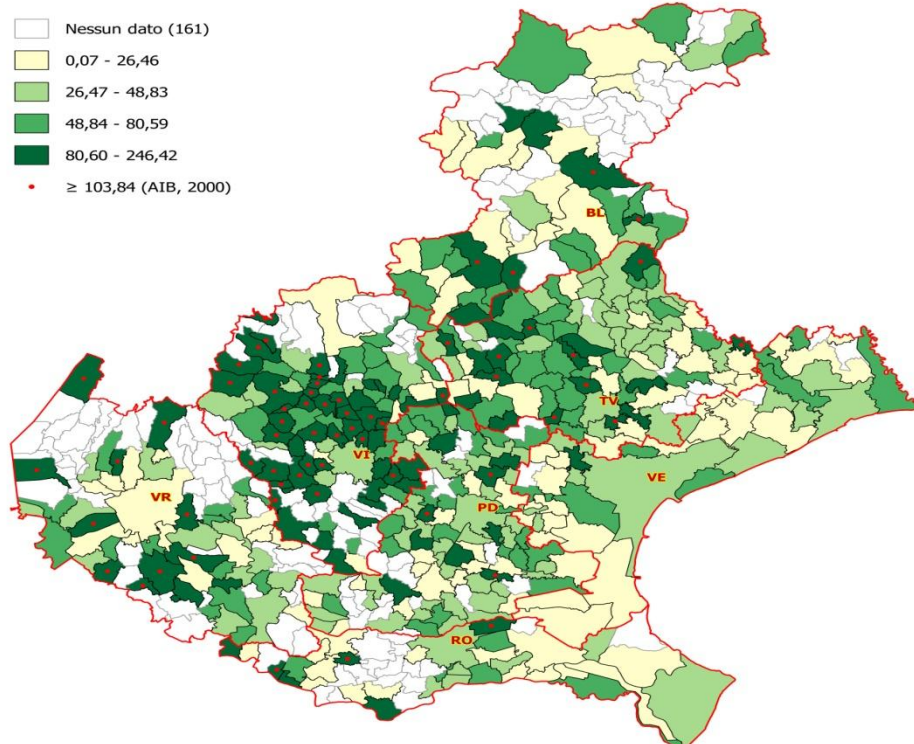 Nessun dato (161)
0,07 - 26,46
26,47 - 48,83
48,84 - 80,59
80,60 - 246,42
≥ 103,84 (AIB, 2000)
BL
TV
VI
VE
VR
PD
RO